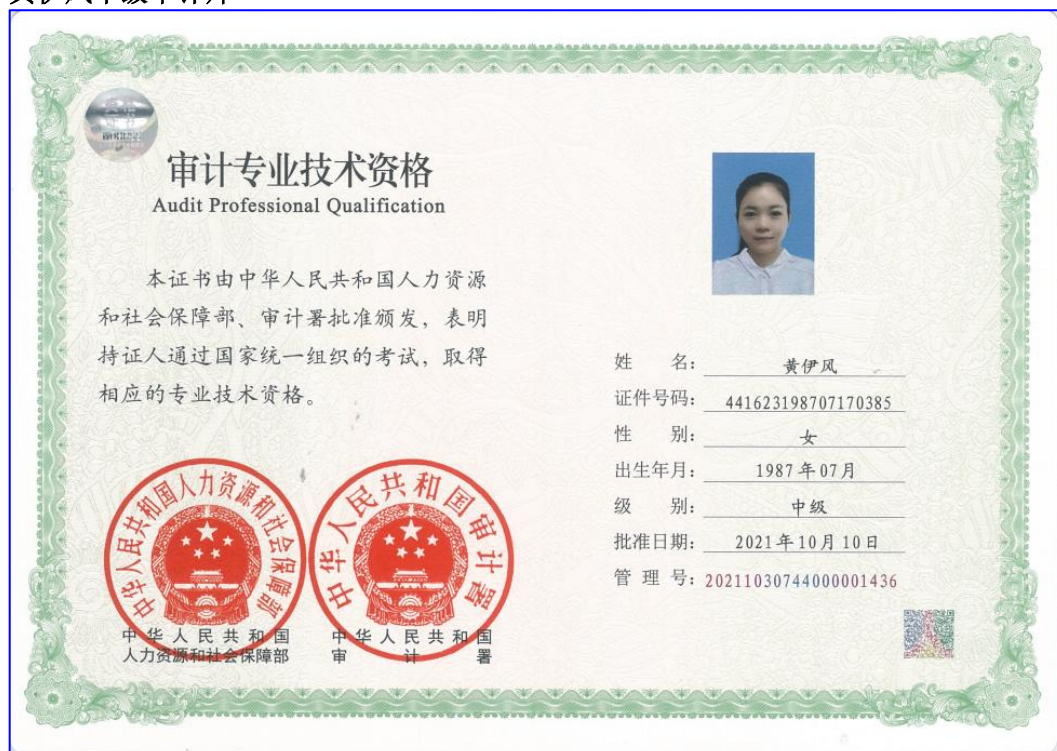 审计专业技术资格
Audit Professional Qualification
本证书由中华人民共和国人力资源
和社会保障部、审计署批准颁发，表明
持证人通过国家统一组织的考试，取得
相应的专业技术资格。
中华人民共和国人力资源和社会保障部
中华人民共和国审计署
中华人民共和国
人力资源和社会保障部
中华人民共和国
审计署
姓 名：黄伊风
证件号码：441623198707170385
性 别：女
出生年月：1987年07月
级 别：中级
批准日期：2021年10月10日
管 理 号：20211030744000001436